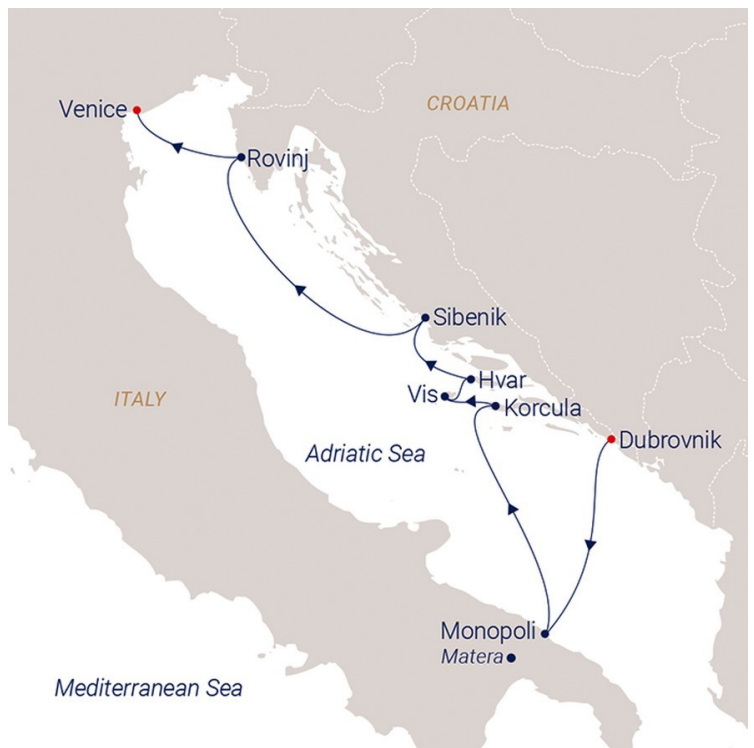 CROATIA
Venice
Rovinj
Sibenik
Hvar
Vis
Korcula
ITALY
Dubrovnik
Adriatic Sea
Monopoli
Matera
Mediterranean Sea